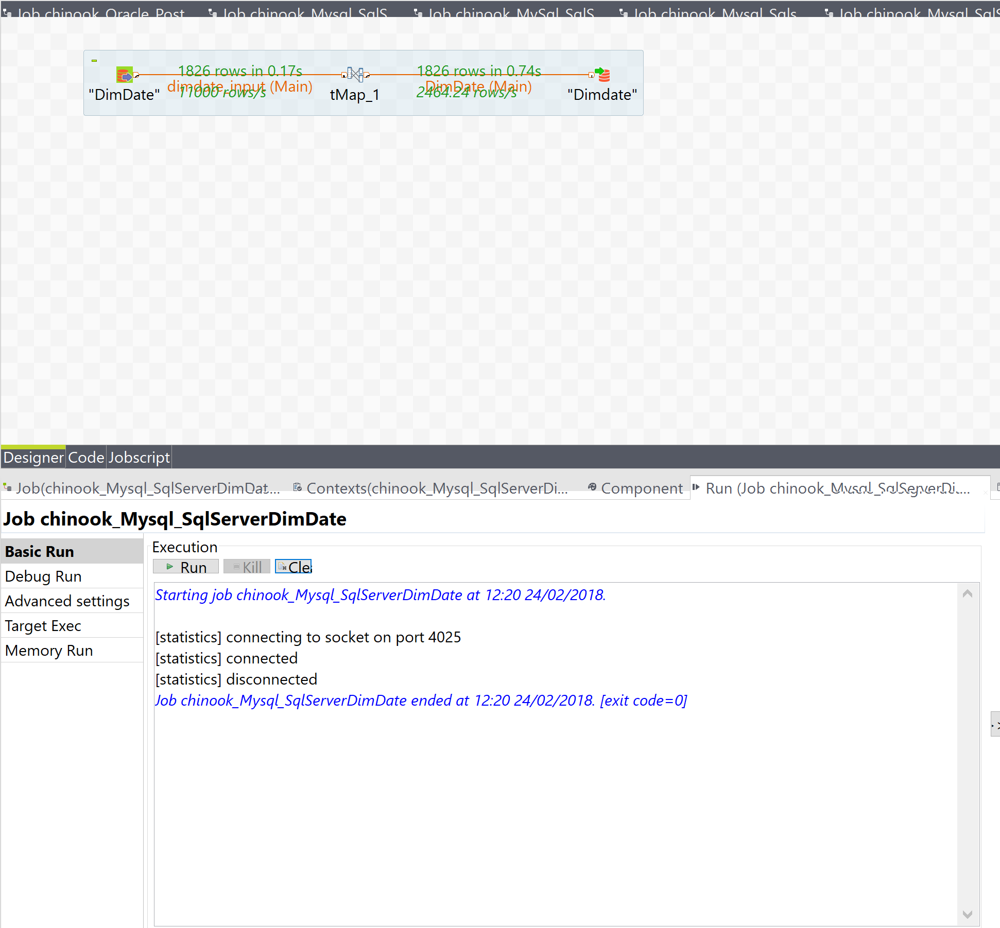 Job chinook_Oracle_Post
Job chinook_Mysql_SqlS
Job chinook_MySql_SqlS
Job chinook_Mysql_Sqls
Job chinook_Mysql_SqlS
1826 rows in 0.17s
1826 rows in 0.74s
dimdate_input (Main)
DimDate (Main)
11000 rows/s
2464.24 rows/s
"DimDate"
tMap_1
"Dimdate"
Designer
Code
Jobscript
Job(chinook_Mysql_SqlServerDimDat...
Contexts(chinook_Mysql_SqlServerDi...
Component
Run (Job chinook_Mysql_SqlServerDi...
Job chinook_Mysql_SqlServerDimDate
Basic Run
Debug Run
Advanced settings
Target Exec
Memory Run
Execution
Run
Kill
Clea
Starting job chinook_Mysql_SqlServerDimDate at 12:20 24/02/2018.
[statistics] connecting to socket on port 4025
[statistics] connected
[statistics] disconnected
Job chinook_Mysql_SqlServerDimDate ended at 12:20 24/02/2018. [exit code=0]